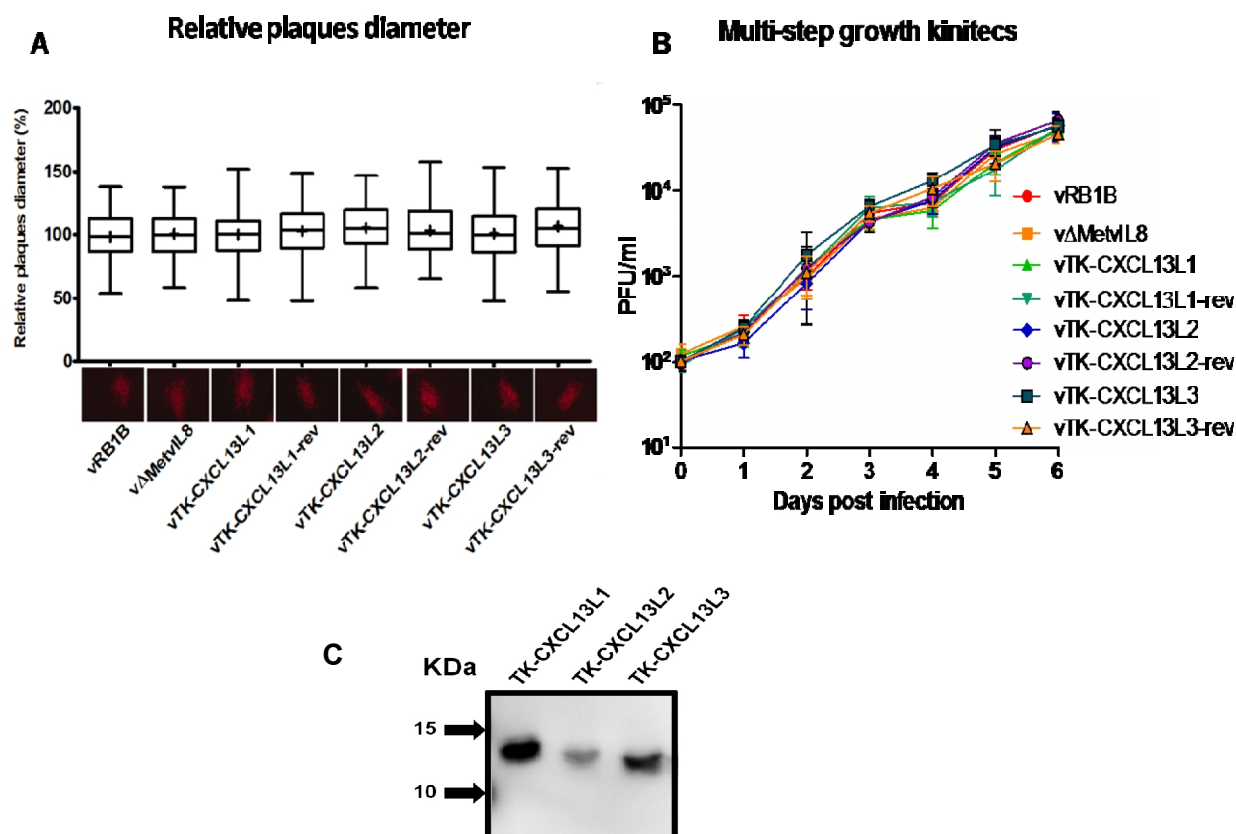 A
Relative plaques diameter
Relative plaques diameter (%)
200
150
100
50
0
vRB1B
vΔMetvIL8
vTK-CXCL13L1
vTK-CXCL13L1-rev
vTK-CXCL13L2
vTK-CXCL13L2-rev
vTK-CXCL13L3
vTK-CXCL13L3-rev
B
Multi-step growth kinitecs
PFU/ml
10⁵
10⁴
10³
10²
10¹
0 1 2 3 4 5 6
Days post infection
vRB1B
vΔMetvIL8
vTK-CXCL13L1
vTK-CXCL13L1-rev
vTK-CXCL13L2
vTK-CXCL13L2-rev
vTK-CXCL13L3
vTK-CXCL13L3-rev
C
KDa
TK-CXCL13L1
TK-CXCL13L2
TK-CXCL13L3
15
10